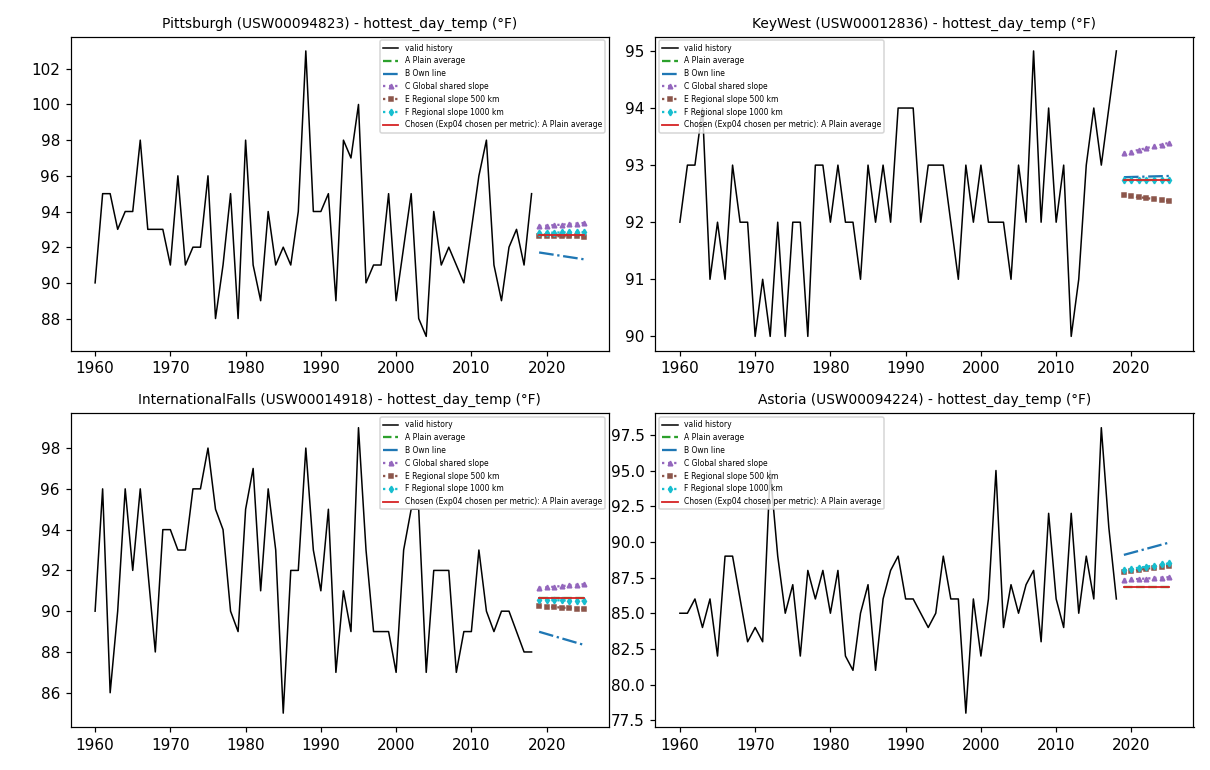 Pittsburgh (USW00094823) - hottest_day_temp (°F)
102
100
98
96
94
92
90
88
valid history
A Plain average
B Own line
C Global shared slope
E Regional slope 500 km
F Regional slope 1000 km
Chosen (Exp04 chosen per metric): A Plain average
1960 1970 1980 1990 2000 2010 2020
KeyWest (USW00012836) - hottest_day_temp (°F)
95
94
93
92
91
90
valid history
A Plain average
B Own line
C Global shared slope
E Regional slope 500 km
F Regional slope 1000 km
Chosen (Exp04 chosen per metric): A Plain average
1960 1970 1980 1990 2000 2010 2020
InternationalFalls (USW00014918) - hottest_day_temp (°F)
98
96
94
92
90
88
86
valid history
A Plain average
B Own line
C Global shared slope
E Regional slope 500 km
F Regional slope 1000 km
Chosen (Exp04 chosen per metric): A Plain average
1960 1970 1980 1990 2000 2010 2020
Astoria (USW00094224) - hottest_day_temp (°F)
97.5
95.0
92.5
90.0
87.5
85.0
82.5
80.0
77.5
valid history
A Plain average
B Own line
C Global shared slope
E Regional slope 500 km
F Regional slope 1000 km
Chosen (Exp04 chosen per metric): A Plain average
1960 1970 1980 1990 2000 2010 2020